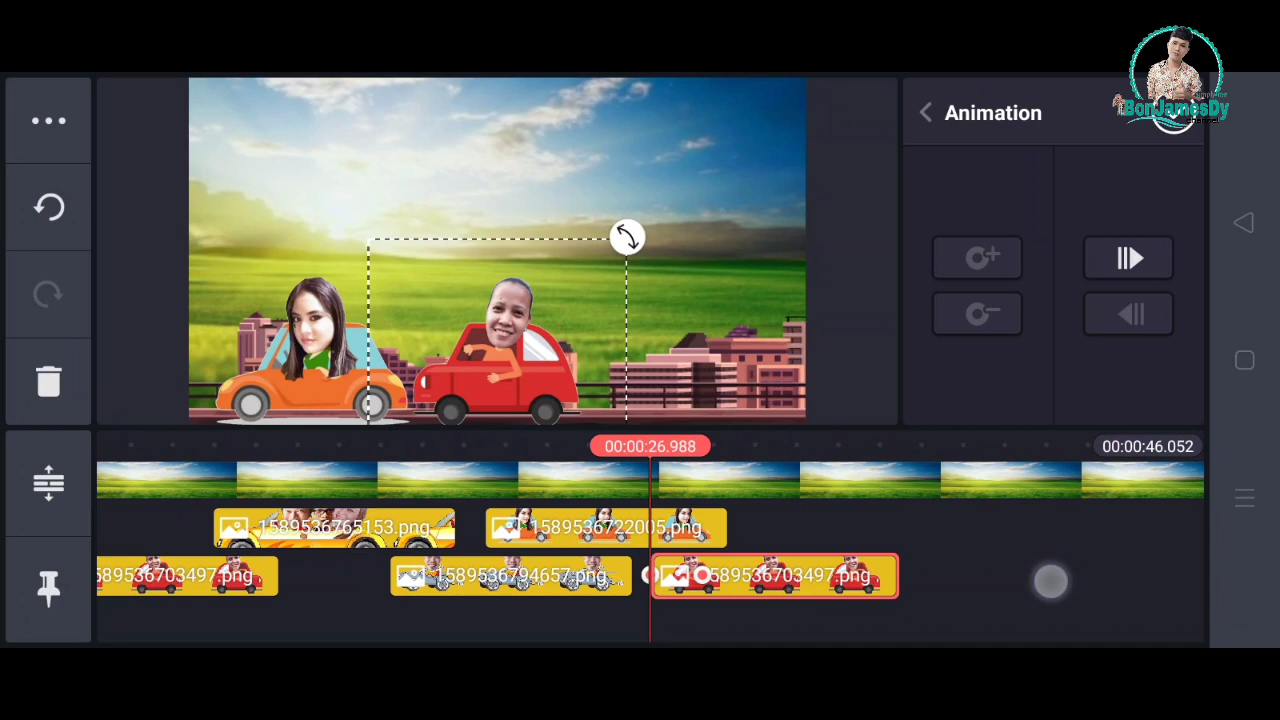 Animation
BonJamesDy
channel
00:00:26.988
00:00:46.052
1589536765153.png
1589536722005.png
589536703497.png
1589536794657.png
589536703497.png